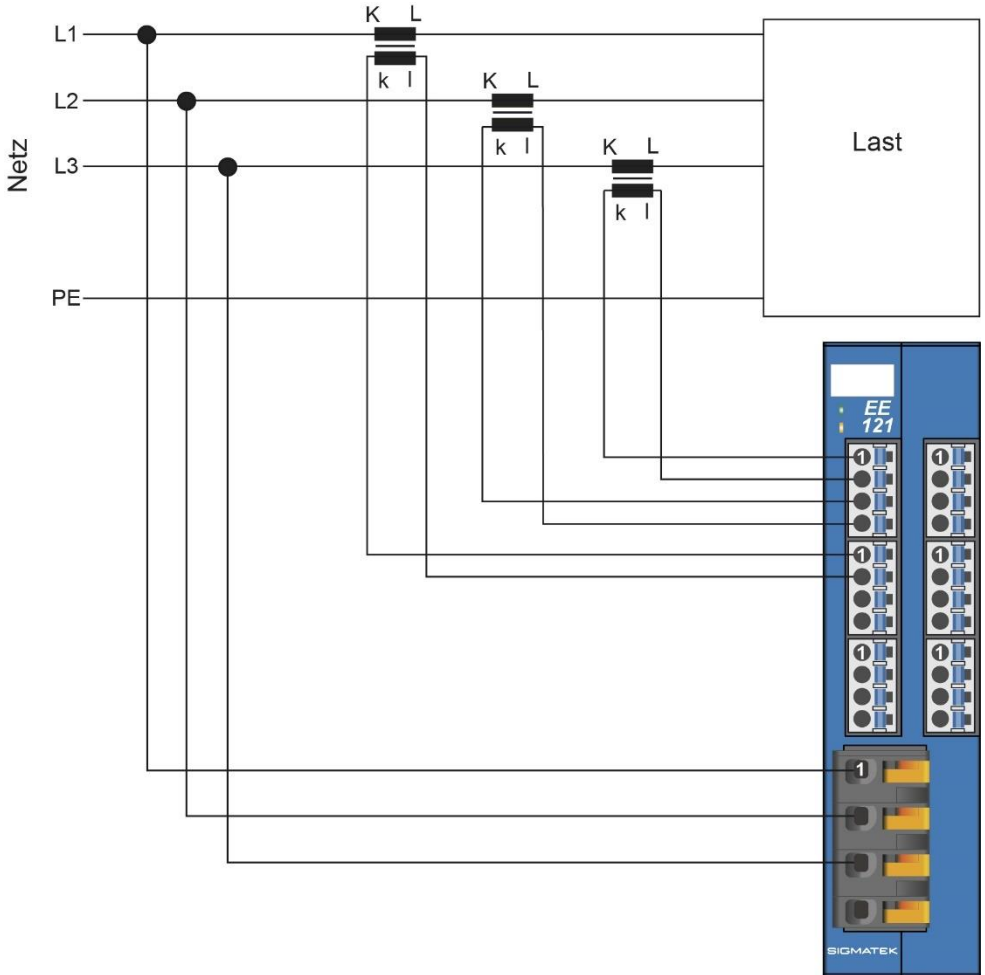 K L
L1
k l
K L
L2
k l
Netz
K L
L3
k l
Last
PE
EE
121
1 1
1 1
1 1
1
SIGMATEK